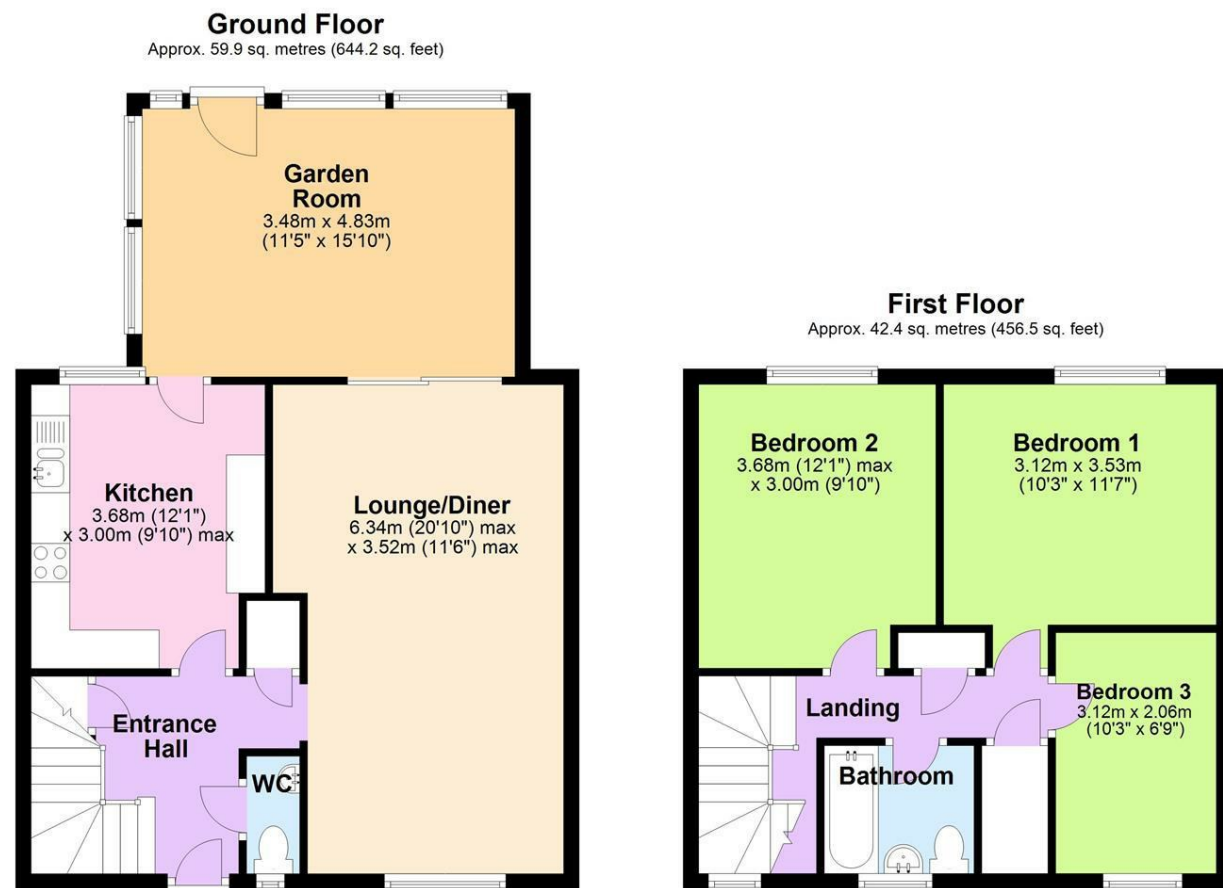 Ground Floor
Approx. 59.9 sq. metres (644.2 sq. feet)
Garden
Room
3.48m x 4.83m
(11'5" x 15'10")
Kitchen
3.68m (12'1")
x 3.00m (9'10") max
Lounge/Diner
6.34m (20'10") max
x 3.52m (11'6") max
Entrance
Hall
WC
First Floor
Approx. 42.4 sq. metres (456.5 sq. feet)
Bedroom 2
3.68m (12'1") max
x 3.00m (9'10")
Bedroom 1
3.12m x 3.53m
(10'3" x 11'7")
Landing
Bedroom 3
3.12m x 2.06m
(10'3" x 6'9")
Bathroom